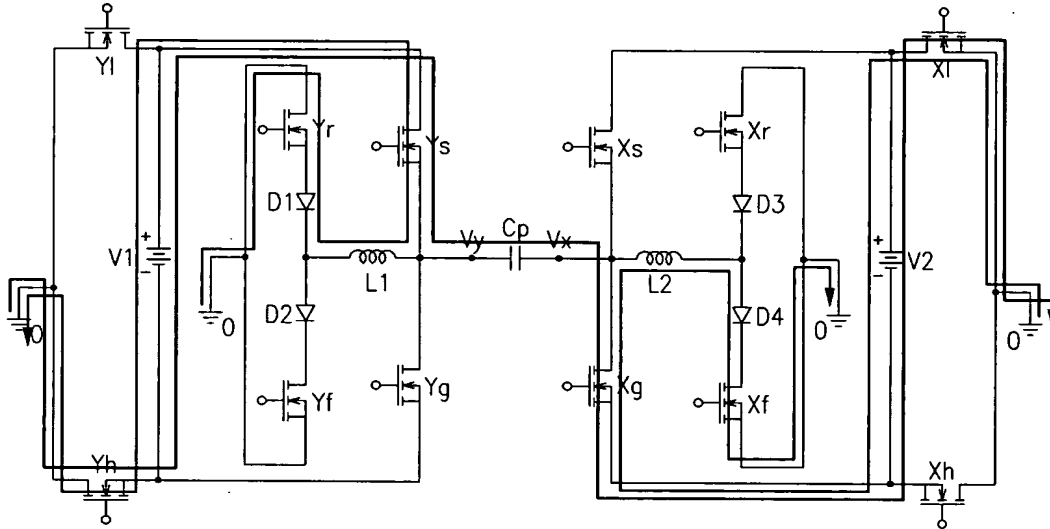 Yl
Xl
Yr
Ys
Xs
Xr
D1
D3
Vy
Cp
Vx
V1
+
−
L1
L2
+
−
V2
D2
D4
0
0
0
0
Yf
Yg
Xg
Xf
Yh
Xh